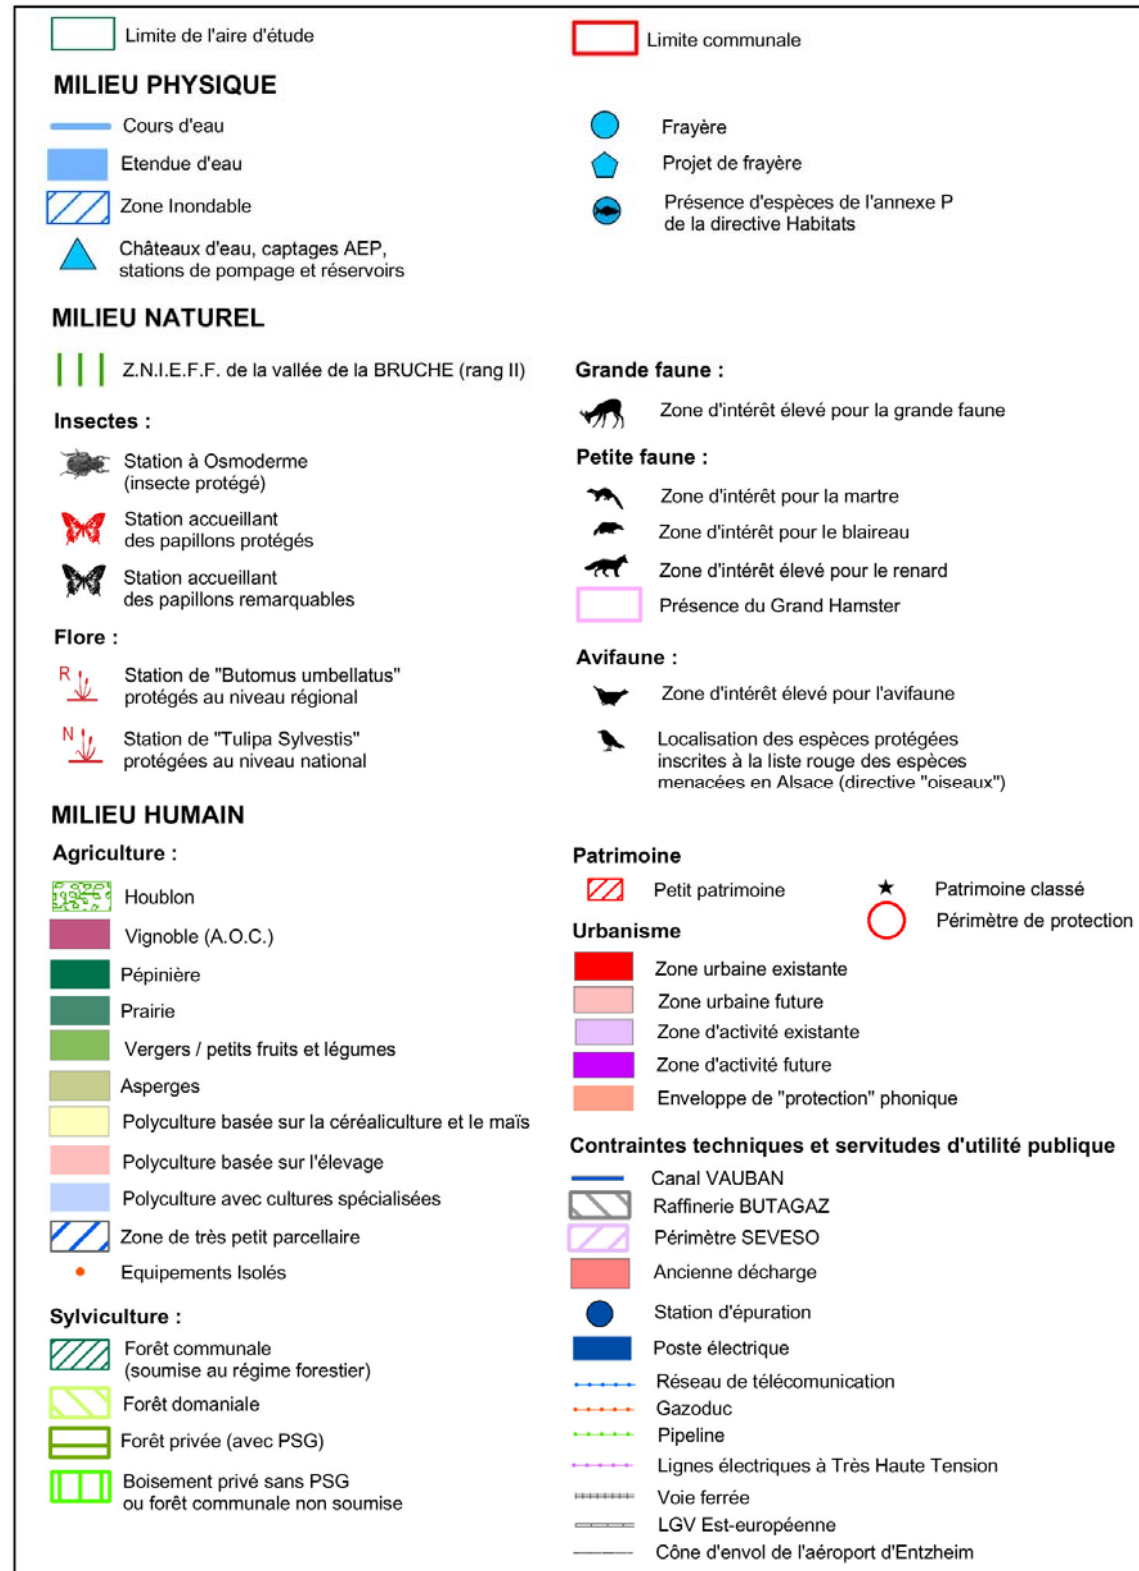 Limite de l'aire d'étude
Limite communale
MILIEU PHYSIQUE
Cours d'eau
Etendue d'eau
Zone Inondable
Châteaux d'eau, captages AEP,
stations de pompage et réservoirs
Frayère
Projet de frayère
Présence d'espèces de l'annexe P
de la directive Habitats
MILIEU NATUREL
Z.N.I.E.F.F. de la vallée de la BRUCHE (rang II)
Insectes :
Station à Osmoderme
(insecte protégé)
Station accueillant
des papillons protégés
Station accueillant
des papillons remarquables
Flore :
R
Station de "Butomus umbellatus"
protégés au niveau régional
N
Station de "Tulipa Sylvestis"
protégées au niveau national
Grande faune :
Zone d'intérêt élevé pour la grande faune
Petite faune :
Zone d'intérêt pour la martre
Zone d'intérêt pour le blaireau
Zone d'intérêt élevé pour le renard
Présence du Grand Hamster
Avifaune :
Zone d'intérêt élevé pour l'avifaune
Localisation des espèces protégées
inscrites à la liste rouge des espèces
menacées en Alsace (directive "oiseaux")
MILIEU HUMAIN
Agriculture :
Houblon
Vignoble (A.O.C.)
Pépinière
Prairie
Vergers / petits fruits et légumes
Asperges
Polyculture basée sur la céréaliculture et le maïs
Polyculture basée sur l'élevage
Polyculture avec cultures spécialisées
Zone de très petit parcellaire
Equipements Isolés
Sylviculture :
Forêt communale
(soumise au régime forestier)
Forêt domaniale
Forêt privée (avec PSG)
Boisement privé sans PSG
ou forêt communale non soumise
Patrimoine
Petit patrimoine
Patrimoine classé
Périmètre de protection
Urbanisme
Zone urbaine existante
Zone urbaine future
Zone d'activité existante
Zone d'activité future
Enveloppe de "protection" phonique
Contraintes techniques et servitudes d'utilité publique
Canal VAUBAN
Raffinerie BUTAGAZ
Périmètre SEVESO
Ancienne décharge
Station d'épuration
Poste électrique
Réseau de télécomunication
Gazoduc
Pipeline
Lignes électriques à Très Haute Tension
Voie ferrée
LGV Est-européenne
Cône d'envol de l'aéroport d'Entzheim